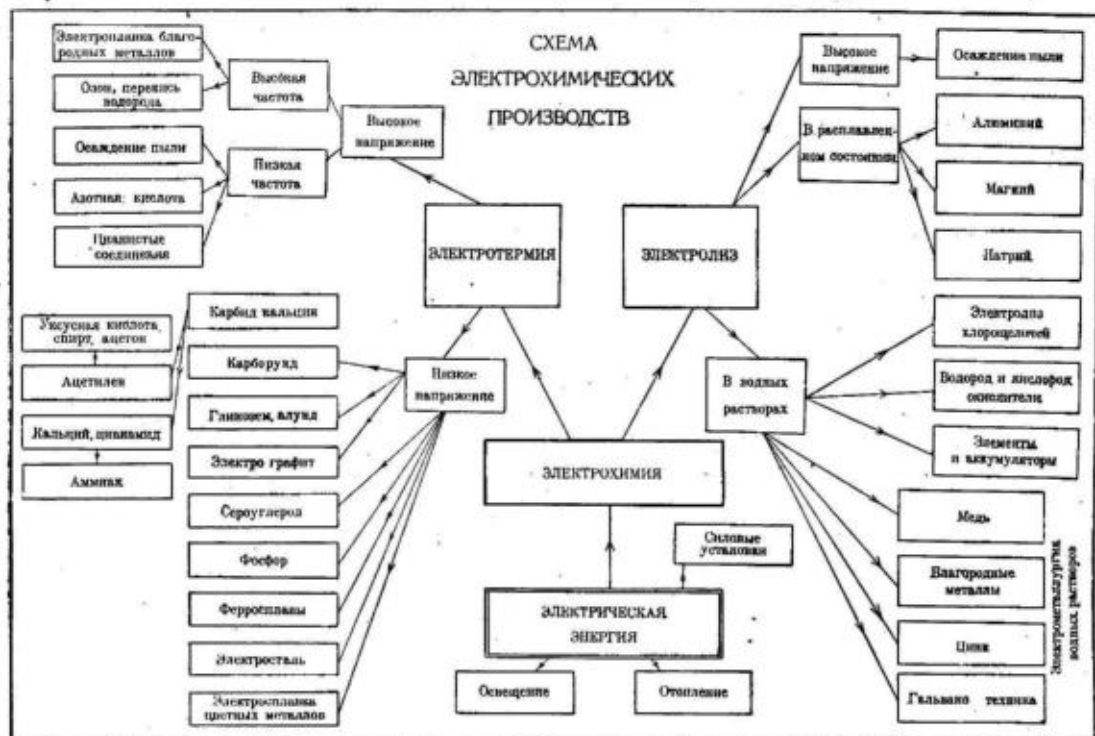 СХЕМА
ЭЛЕКТРОХИМИЧЕСКИХ
ПРОИЗВОДСТВ
Электроплавка благо-
родных металлов
Озон, перекись
водорода
Осаждение пыли
Азотная кислота
Цианистые
соединения
Высокая
частота
Низкая
частота
Высокое
напряжение
ЭЛЕКТРОТЕРМИЯ
ЭЛЕКТРОЛИЗ
Высокое
напряжение
В расплавлен-
ном состоянии
Осаждение пыли
Алюминий
Магний
Натрий
Уксусная кислота,
спирт, ацетон
Ацетилен
Кальций, цианамид
Аммиак
Карбид кальция
Карборунд
Глинозем, алунд
Электро графит
Сероуглерод
Фосфор
Ферросплавы
Электросталь
Электроплавка
цветных металлов
Низкое
напряжение
В водных
растворах
Электролиз
хлорощелочей
Водород и кислород
окислители
Элементы
и аккумуляторы
Медь
Благородные
металлы
Цинк
Гальвано техника
Электрометаллургия
водных растворов
ЭЛЕКТРОХИМИЯ
Силовые
установки
ЭЛЕКТРИЧЕСКАЯ
ЭНЕРГИЯ
Освещение
Отопление